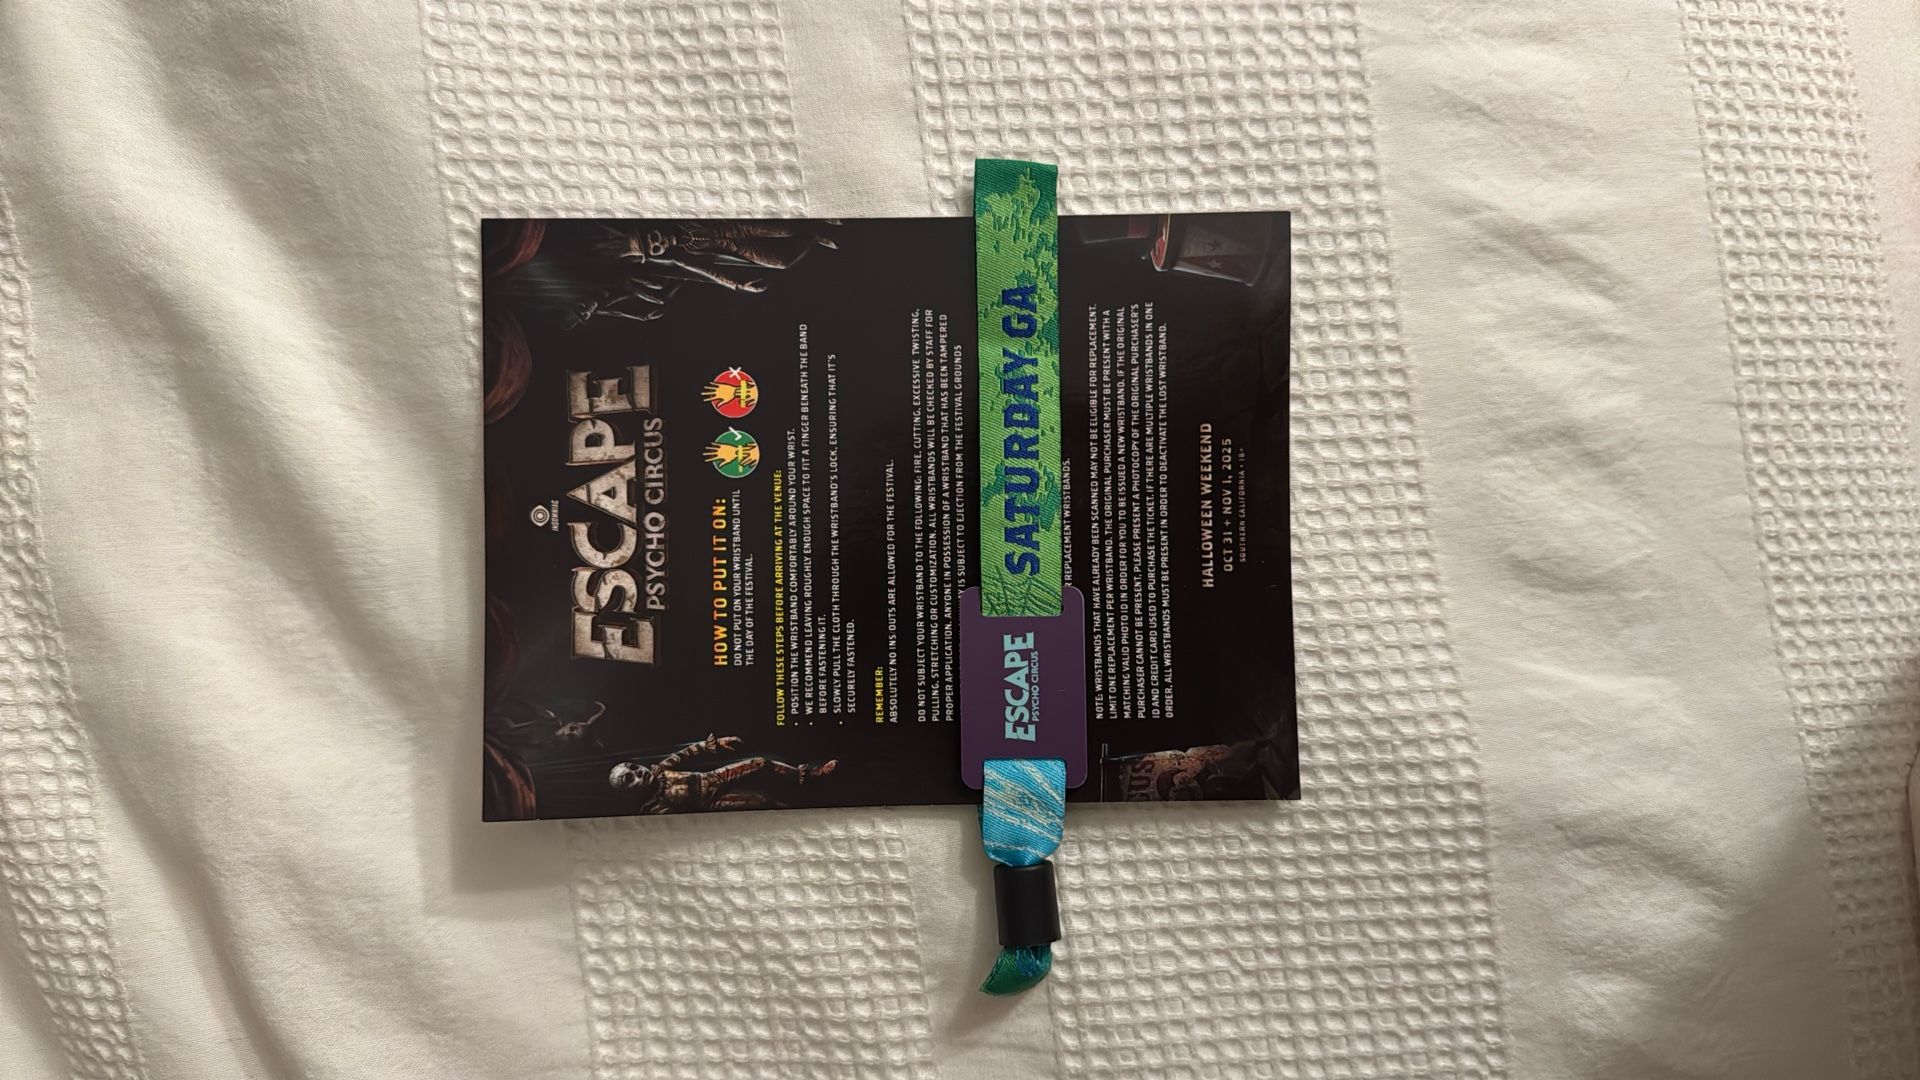 INSOMNIAC
ESCAPE
PSYCHO CIRCUS
HOW TO PUT IT ON:
DO NOT PUT ON YOUR WRISTBAND UNTIL
THE DAY OF THE FESTIVAL.
FOLLOW THESE STEPS BEFORE ARRIVING AT THE VENUE:
• POSITION THE WRISTBAND COMFORTABLY AROUND YOUR WRIST.
• WE RECOMMEND LEAVING ROUGHLY ENOUGH SPACE TO FIT A FINGER BENEATH THE BAND
BEFORE FASTENING IT.
• SLOWLY PULL THE CLOTH THROUGH THE WRISTBAND'S LOCK, ENSURING THAT IT'S
SECURELY FASTENED.
REMEMBER:
ABSOLUTELY NO INS/OUTS ARE ALLOWED FOR THE FESTIVAL.
DO NOT SUBJECT YOUR WRISTBAND TO THE FOLLOWING: FIRE, CUTTING, EXCESSIVE TWISTING,
PULLING, STRETCHING OR CUSTOMIZATION. ALL WRISTBANDS WILL BE CHECKED BY STAFF FOR
PROPER APPLICATION. ANYONE IN POSSESSION OF A WRISTBAND THAT HAS BEEN TAMPERED
IS SUBJECT TO EJECTION FROM THE FESTIVAL GROUNDS
ESCAPE
PSYCHO CIRCUS
SATURDAY GA
REPLACEMENT WRISTBANDS.
NOTE: WRISTBANDS THAT HAVE ALREADY BEEN SCANNED MAY NOT BE ELIGIBLE FOR REPLACEMENT.
LIMIT ONE REPLACEMENT PER WRISTBAND. THE ORIGINAL PURCHASER MUST BE PRESENT WITH A
MATCHING VALID PHOTO ID IN ORDER FOR YOU TO BE ISSUED A NEW WRISTBAND. IF THE ORIGINAL
PURCHASER CANNOT BE PRESENT, PLEASE PRESENT A PHOTOCOPY OF THE ORIGINAL PURCHASER'S
ID AND CREDIT CARD USED TO PURCHASE THE TICKET. IF THERE ARE MULTIPLE WRISTBANDS IN ONE
ORDER, ALL WRISTBANDS MUST BE PRESENT IN ORDER TO DEACTIVATE THE LOST WRISTBAND.
HALLOWEEN WEEKEND
OCT 31 + NOV 1, 2025
SOUTHERN CALIFORNIA • 18+